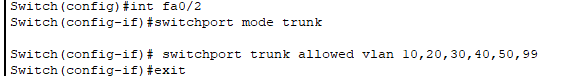 Switch(config)#int fa0/2
Switch(config-if)#switchport mode trunk
Switch(config-if)# switchport trunk allowed vlan 10,20,30,40,50,99
Switch(config-if)#exit